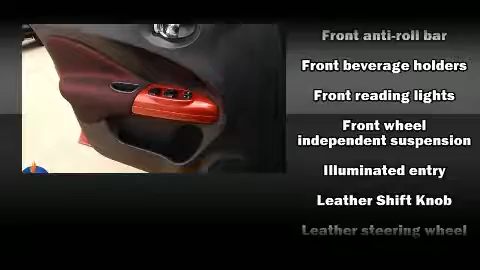 Front anti-roll bar
Front beverage holders
Front reading lights
Front wheel
independent suspension
Illuminated entry
Leather Shift Knob
Leather steering wheel